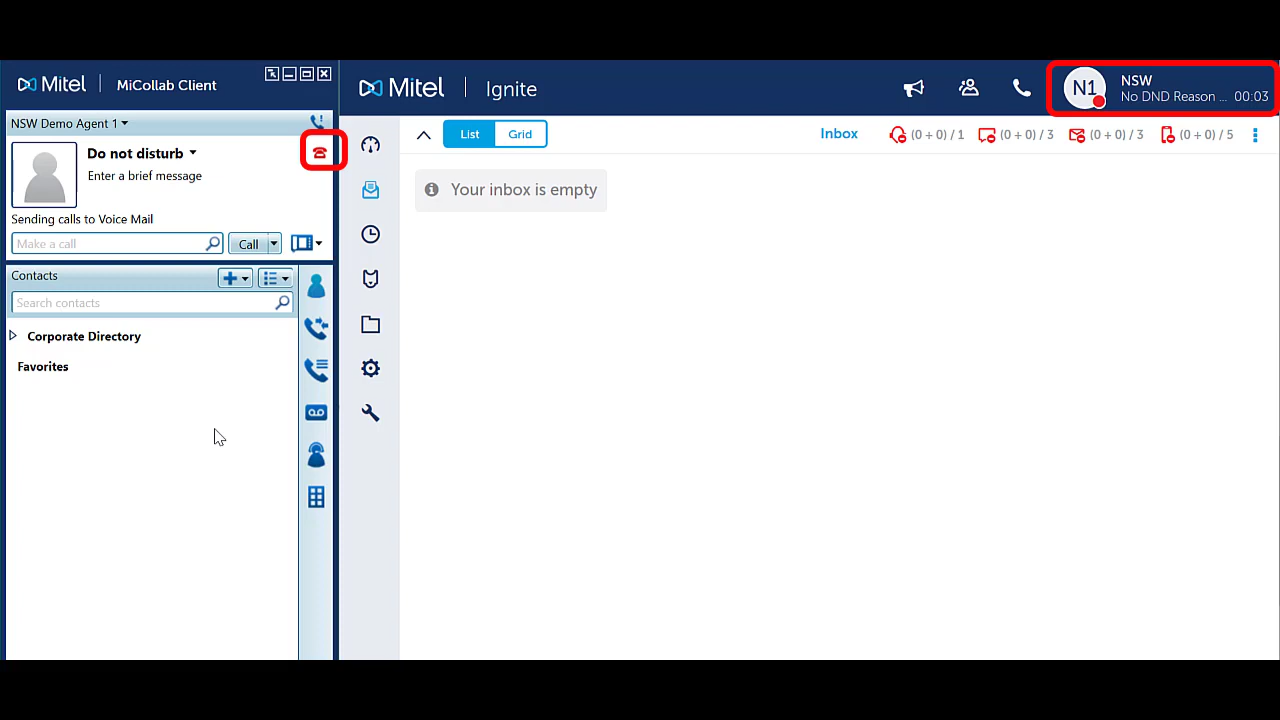 Mitel | MiCollab Client
NSW Demo Agent 1
Do not disturb
Enter a brief message
Sending calls to Voice Mail
Make a call
Call
Contacts
Search contacts
Corporate Directory
Favorites
Mitel | Ignite
N1
NSW
No DND Reason ... 00:03
List
Grid
Inbox
(0 + 0) / 1
(0 + 0) / 3
(0 + 0) / 3
(0 + 0) / 5
Your inbox is empty